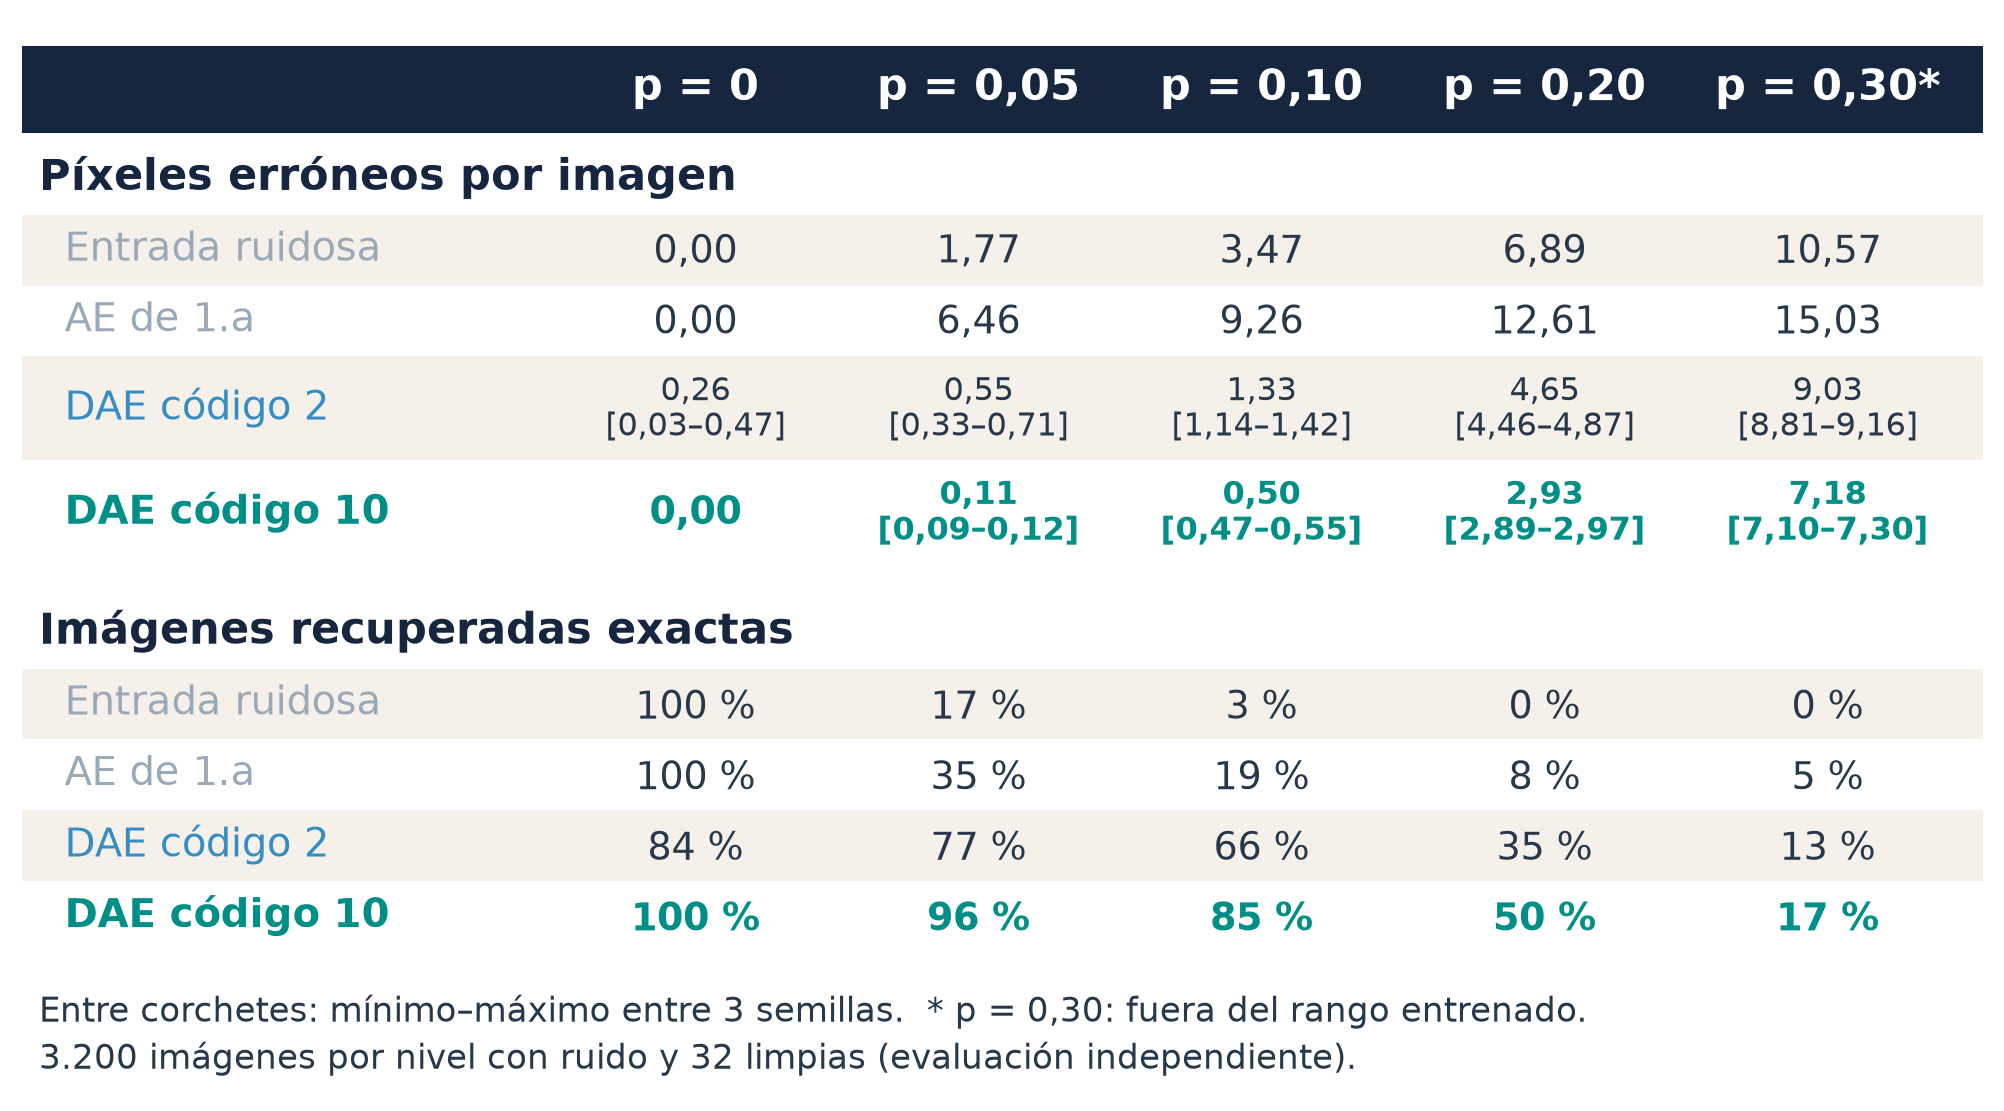 p = 0 p = 0,05 p = 0,10 p = 0,20 p = 0,30*
Píxeles erróneos por imagen
Entrada ruidosa 0,00 1,77 3,47 6,89 10,57
AE de 1.a 0,00 6,46 9,26 12,61 15,03
DAE código 2 0,26 [0,03–0,47] 0,55 [0,33–0,71] 1,33 [1,14–1,42] 4,65 [4,46–4,87] 9,03 [8,81–9,16]
DAE código 10 0,00 0,11 [0,09–0,12] 0,50 [0,47–0,55] 2,93 [2,89–2,97] 7,18 [7,10–7,30]
Imágenes recuperadas exactas
Entrada ruidosa 100 % 17 % 3 % 0 % 0 %
AE de 1.a 100 % 35 % 19 % 8 % 5 %
DAE código 2 84 % 77 % 66 % 35 % 13 %
DAE código 10 100 % 96 % 85 % 50 % 17 %
Entre corchetes: mínimo–máximo entre 3 semillas. * p = 0,30: fuera del rango entrenado.
3.200 imágenes por nivel con ruido y 32 limpias (evaluación independiente).